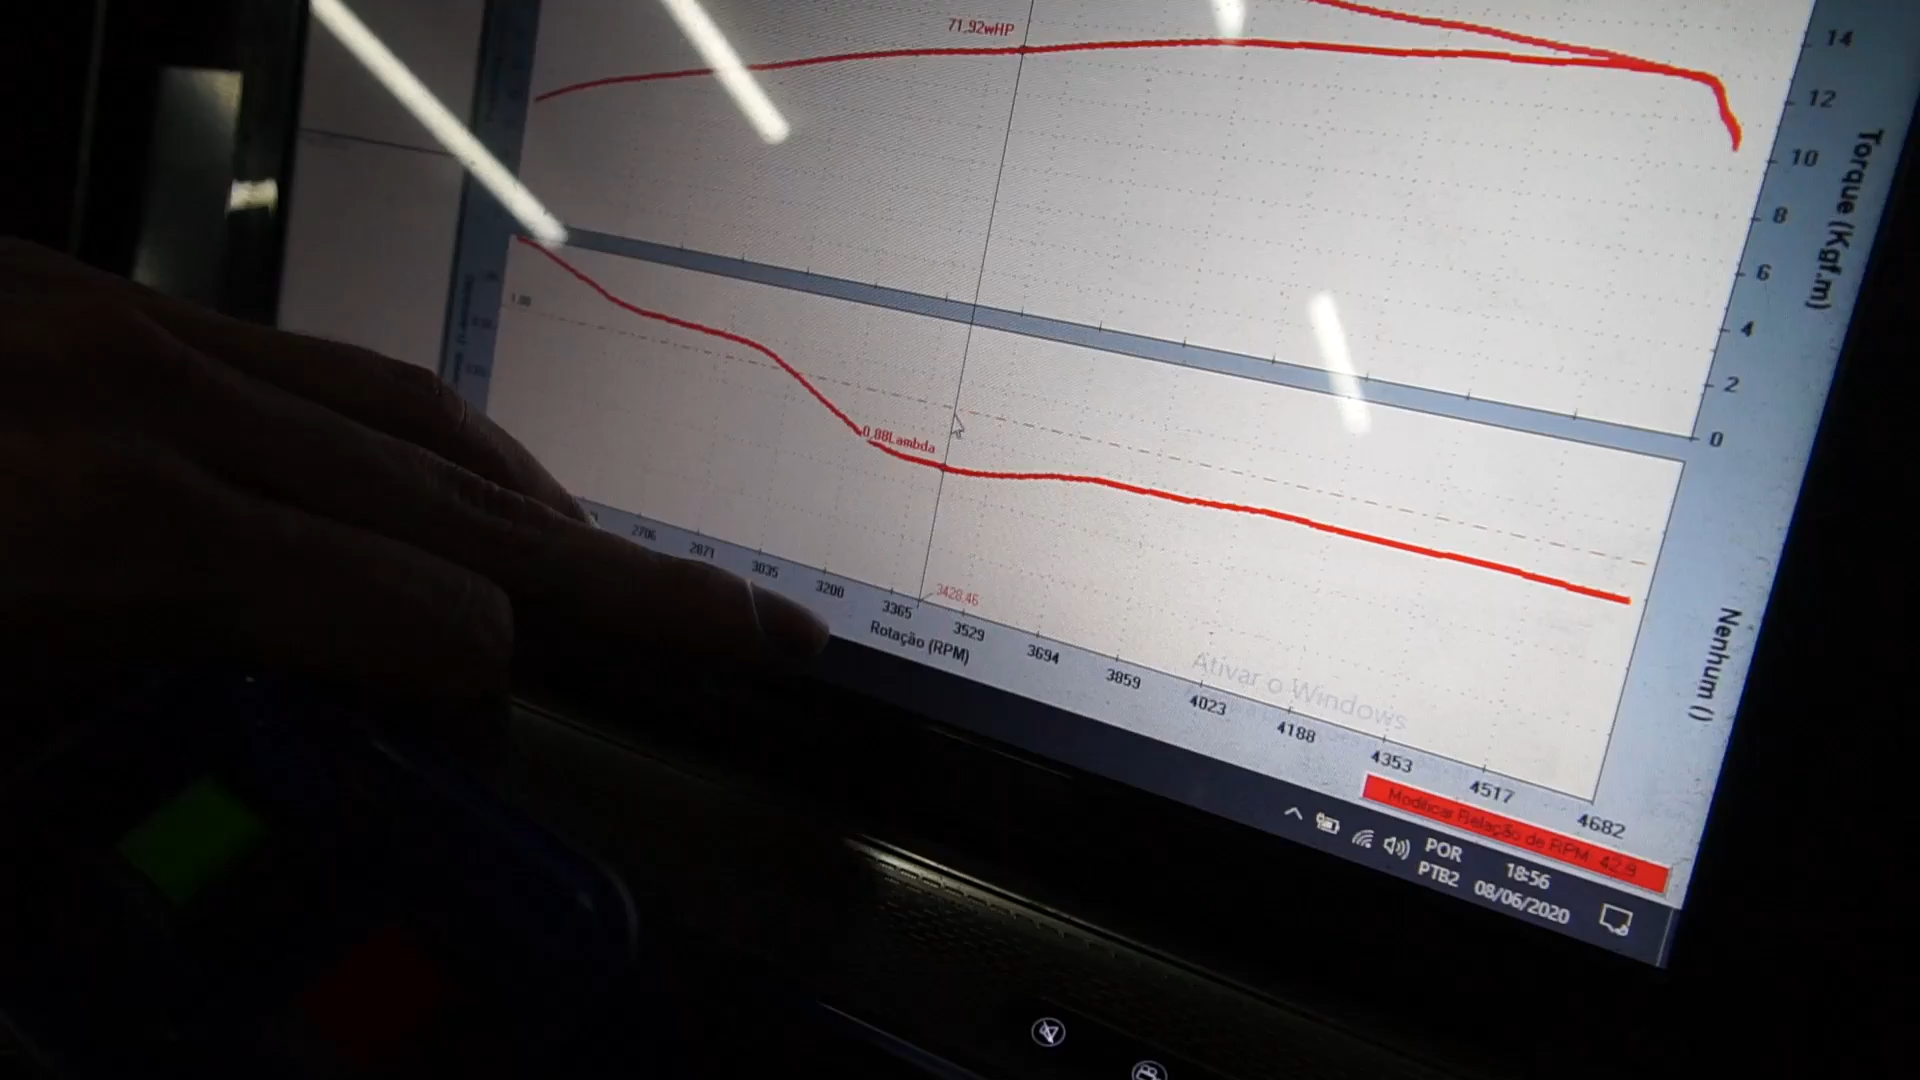 71.92wHP
14
12
10
8
6
4
2
0
Torque (Kgf.m)
1.00
0.88Lambda
2706
2871
3035
3200
3365
3428.46
3529
3694
3859
4023
4188
4353
4517
4682
Rotação (RPM)
Nenhum ()
Ativar o Windows
Modificar Relação de RPM 42.9
POR
PTB2
18:56
08/06/2020